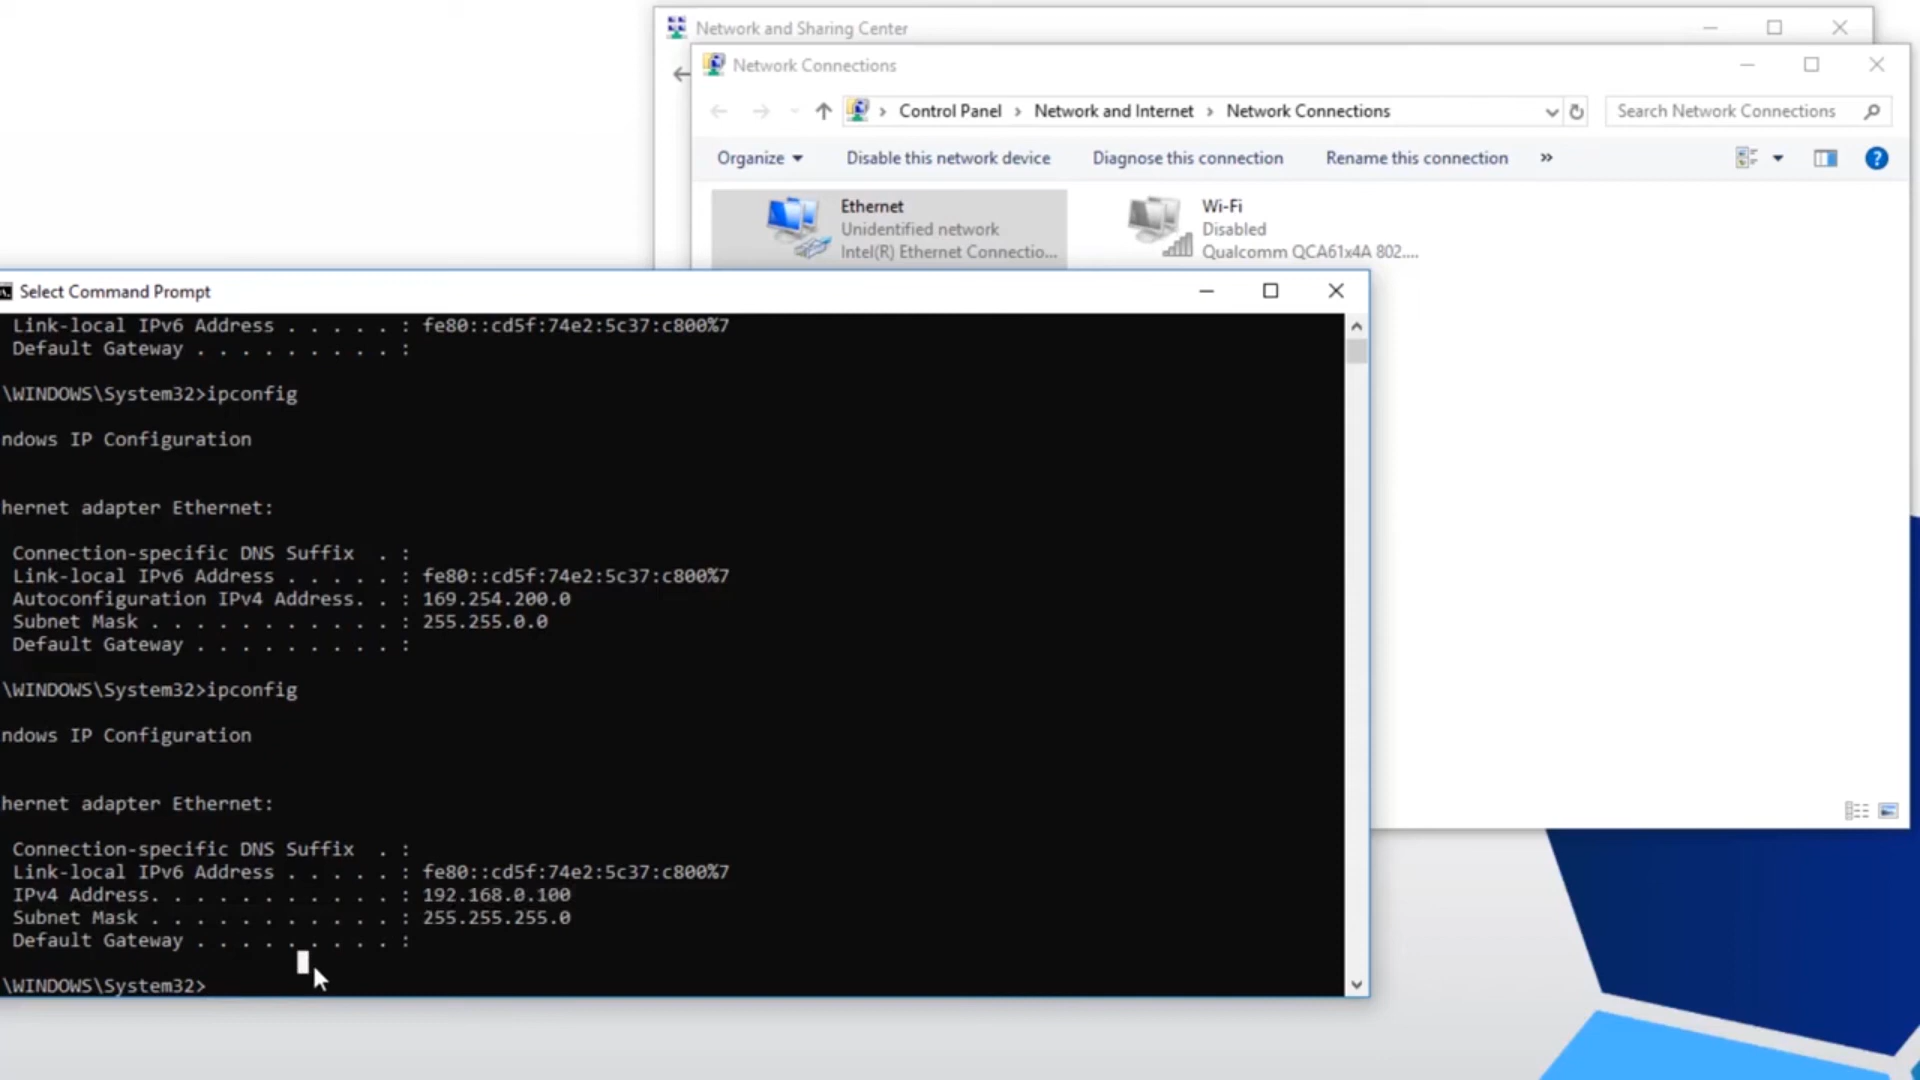 Network and Sharing Center
Network Connections
Control Panel > Network and Internet > Network Connections
Search Network Connections
Organize Disable this network device Diagnose this connection Rename this connection »
Ethernet
Unidentified network
Intel(R) Ethernet Connectio...
Wi-Fi
Disabled
Qualcomm QCA61x4A 802....
Select Command Prompt
Link-local IPv6 Address . . . . . : fe80::cd5f:74e2:5c37:c800%7
Default Gateway . . . . . . . . . :
\WINDOWS\System32>ipconfig
ndows IP Configuration
hernet adapter Ethernet:
Connection-specific DNS Suffix . :
Link-local IPv6 Address . . . . . : fe80::cd5f:74e2:5c37:c800%7
Autoconfiguration IPv4 Address. . : 169.254.200.0
Subnet Mask . . . . . . . . . . . : 255.255.0.0
Default Gateway . . . . . . . . . :
\WINDOWS\System32>ipconfig
ndows IP Configuration
hernet adapter Ethernet:
Connection-specific DNS Suffix . :
Link-local IPv6 Address . . . . . : fe80::cd5f:74e2:5c37:c800%7
IPv4 Address. . . . . . . . . . . : 192.168.0.100
Subnet Mask . . . . . . . . . . . : 255.255.255.0
Default Gateway . . . . . . . . . :
\WINDOWS\System32>